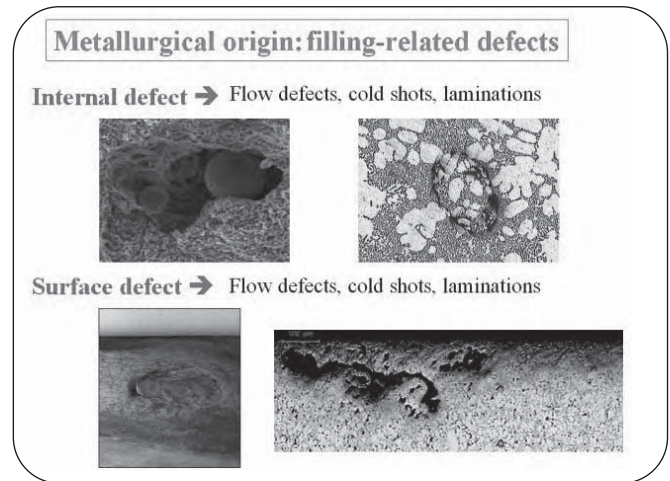 Metallurgical origin: filling-related defects
Internal defect ➔ Flow defects, cold shots, laminations
Surface defect ➔ Flow defects, cold shots, laminations